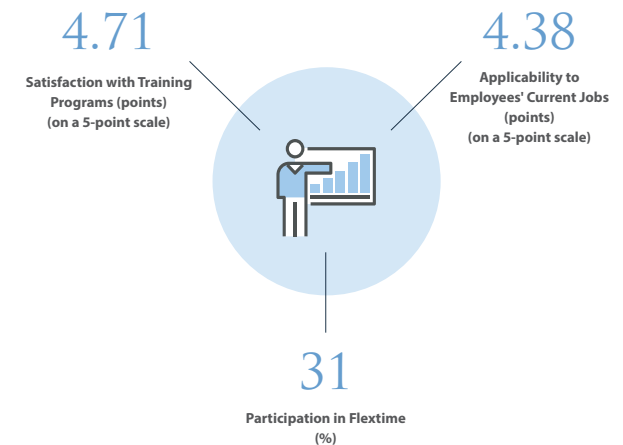 4.71
Satisfaction with Training
Programs (points)
(on a 5-point scale)
4.38
Applicability to
Employees' Current Jobs
(points)
(on a 5-point scale)
31
Participation in Flextime
(%)